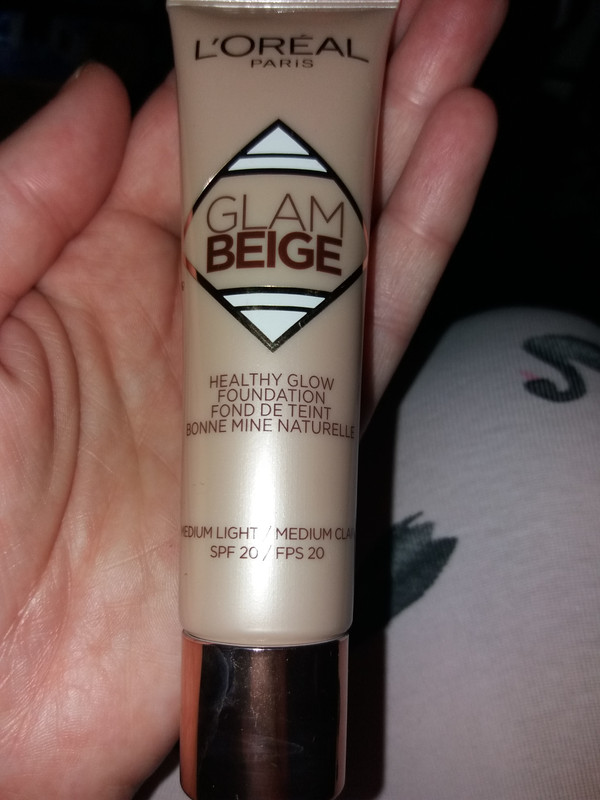 L'ORÉAL
PARIS
GLAM
BEIGE
HEALTHY GLOW
FOUNDATION
FOND DE TEINT
BONNE MINE NATURELLE
MEDIUM LIGHT / MEDIUM CLAI
SPF 20 / FPS 20